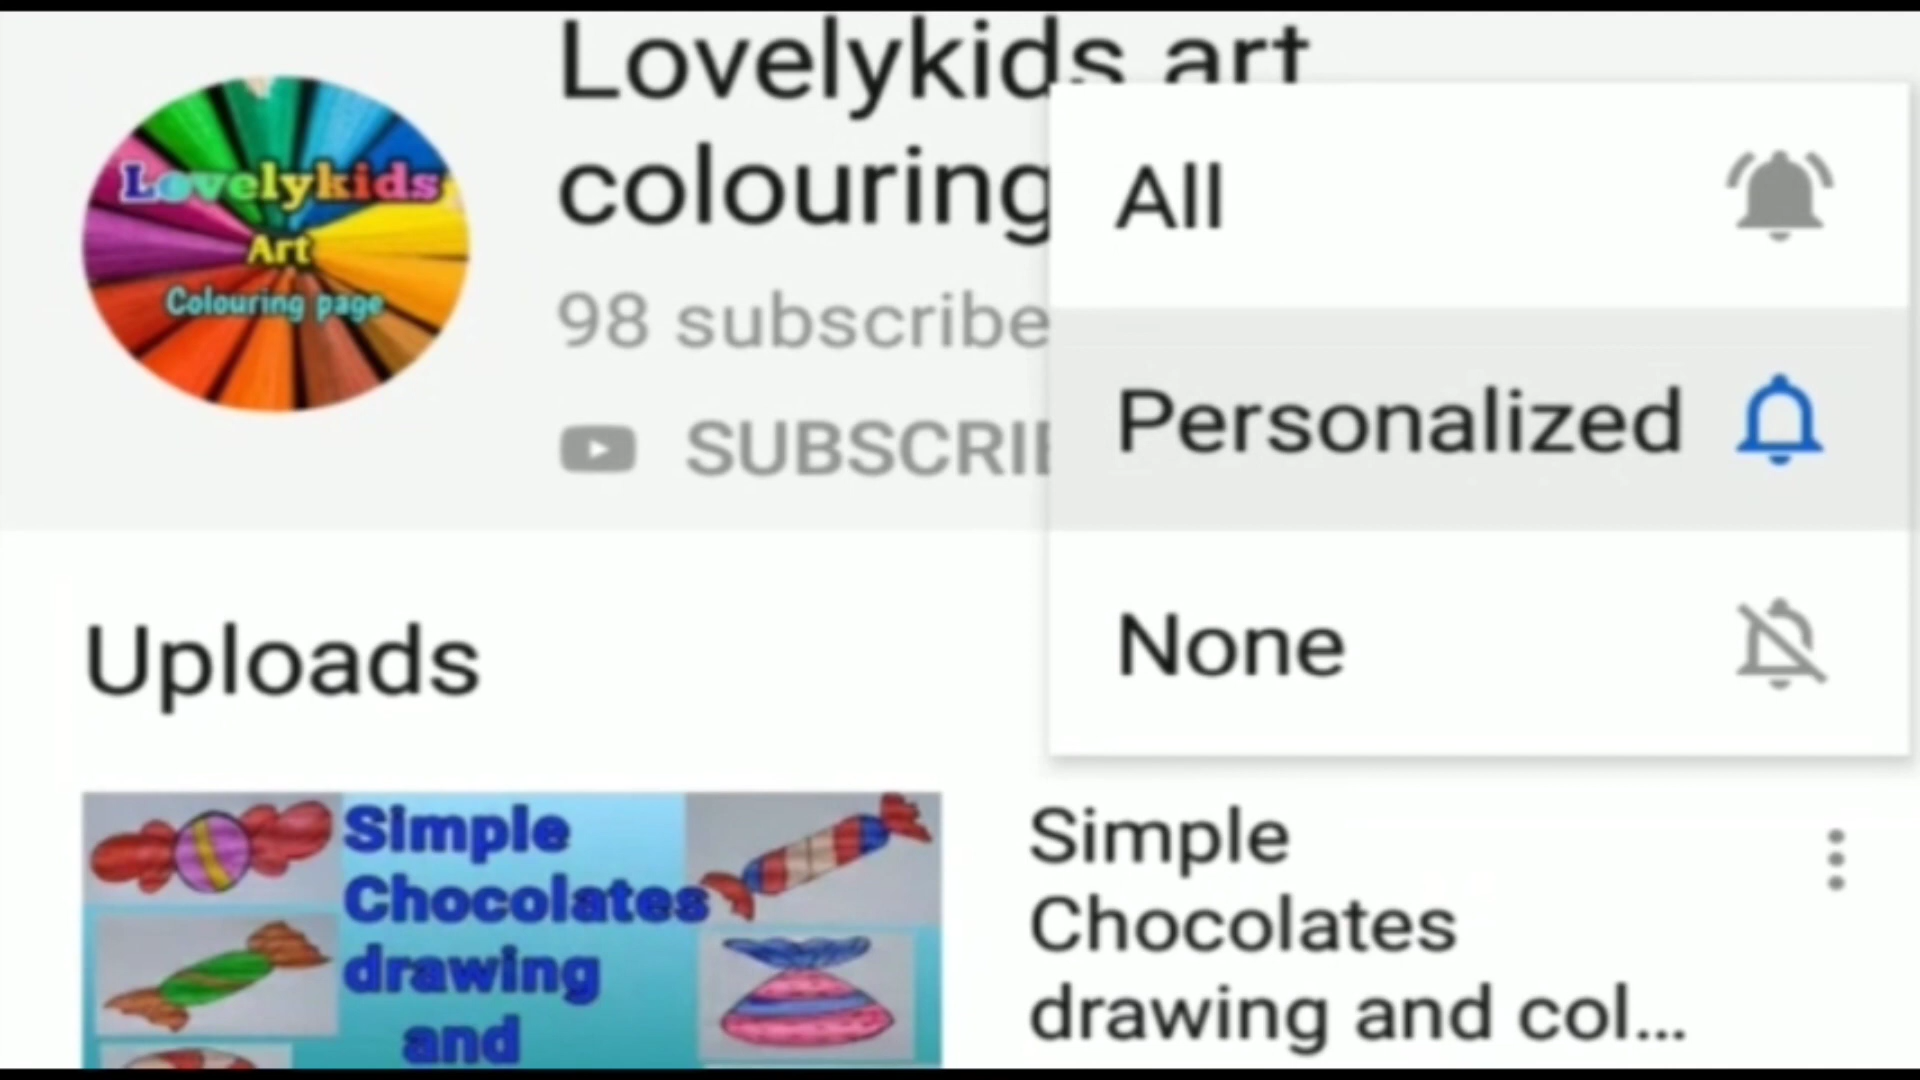 Lovelykids art
colouring
98 subscribe
SUBSCRIB
Lovelykids
Art
Colouring page
All
Personalized
None
Uploads
Simple
Chocolates
drawing
and
Simple
Chocolates
drawing and col...